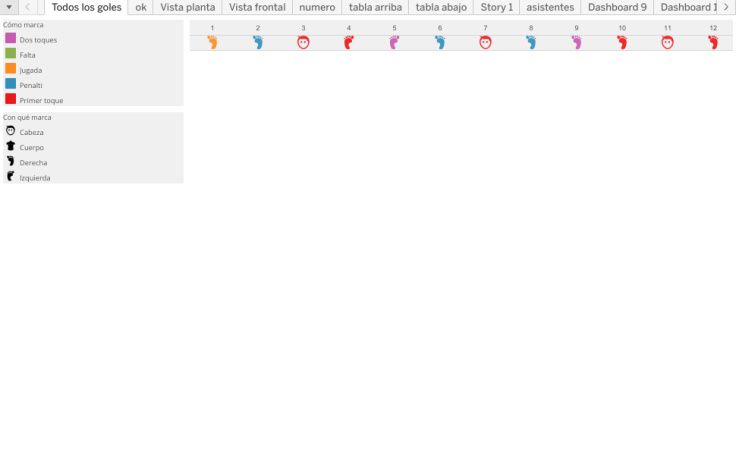 Todos los goles ok Vista planta Vista frontal numero tabla arriba tabla abajo Story 1 asistentes Dashboard 9 Dashboard 1
Cómo marca
Dos toques
Falta
Jugada
Penalti
Primer toque
Con qué marca
Cabeza
Cuerpo
Derecha
Izquierda
1 2 3 4 5 6 7 8 9 10 11 12